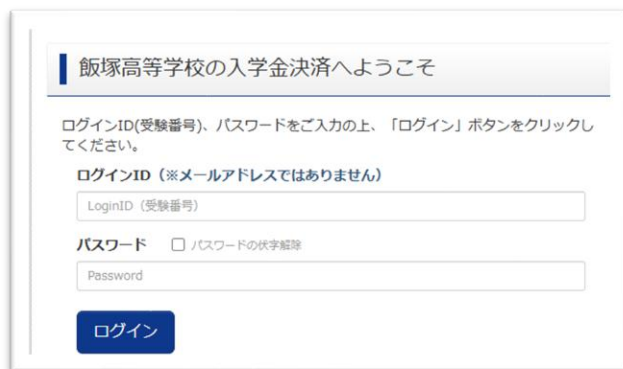 飯塚高等学校の入学金決済へようこそ
ログインID(受験番号)、パスワードをご入力の上、「ログイン」ボタンをクリックし
てください。
ログインID（※メールアドレスではありません）
LoginID（受験番号）
パスワード パスワードの伏字解除
Password
ログイン